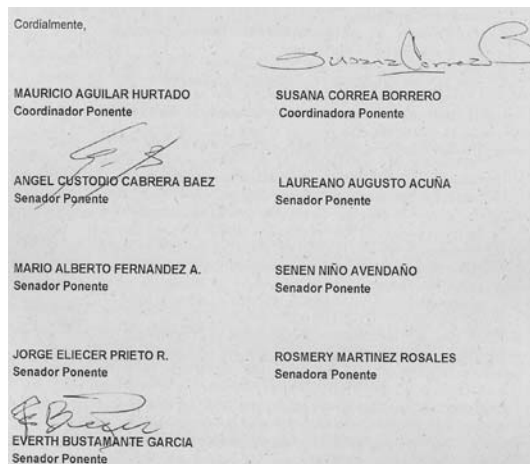 Cordialmente,
Susana Correa B
MAURICIO AGUILAR HURTADO
Coordinador Ponente
SUSANA CORREA BORRERO
Coordinadora Ponente
ANGEL CUSTODIO CABRERA BAEZ
Senador Ponente
LAUREANO AUGUSTO ACUÑA
Senador Ponente
MARIO ALBERTO FERNANDEZ A.
Senador Ponente
SENEN NIÑO AVENDAÑO
Senador Ponente
JORGE ELIECER PRIETO R.
Senador Ponente
ROSMERY MARTINEZ ROSALES
Senadora Ponente
EVERTH BUSTAMANTE GARCIA
Senador Ponente